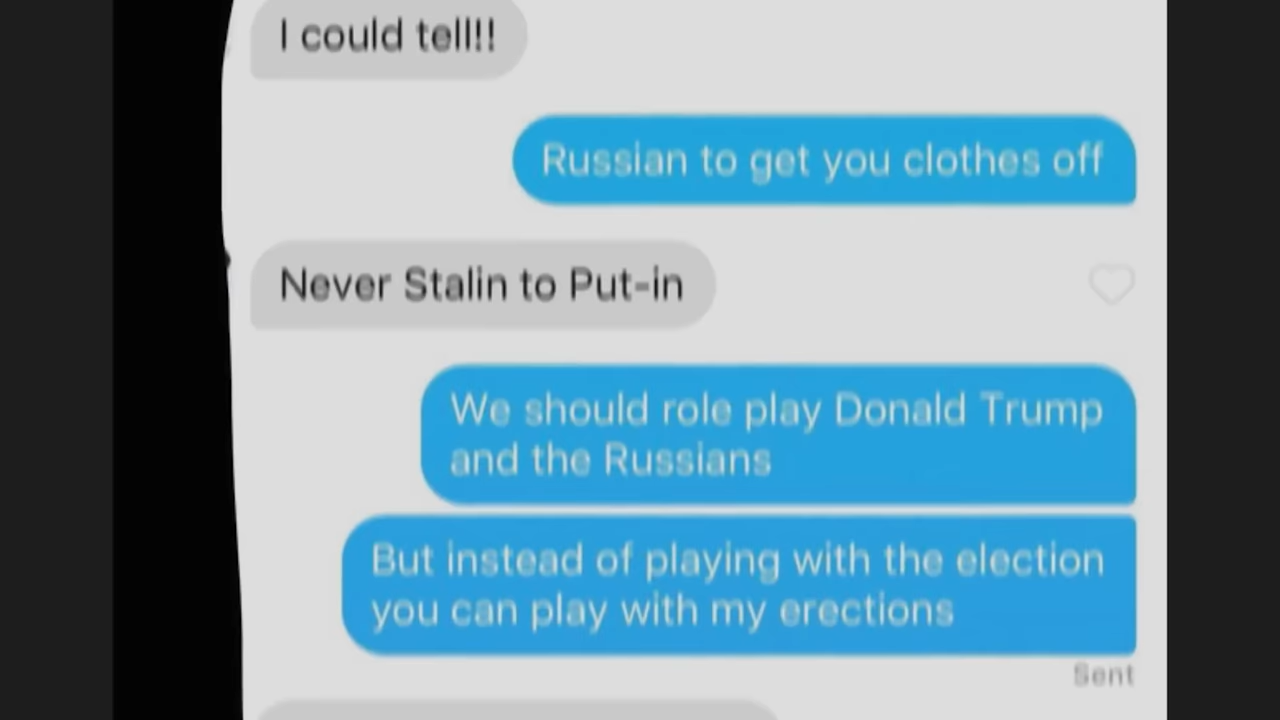 I could tell!!
Russian to get you clothes off
Never Stalin to Put-in
We should role play Donald Trump
and the Russians
But instead of playing with the election
you can play with my erections
Sent